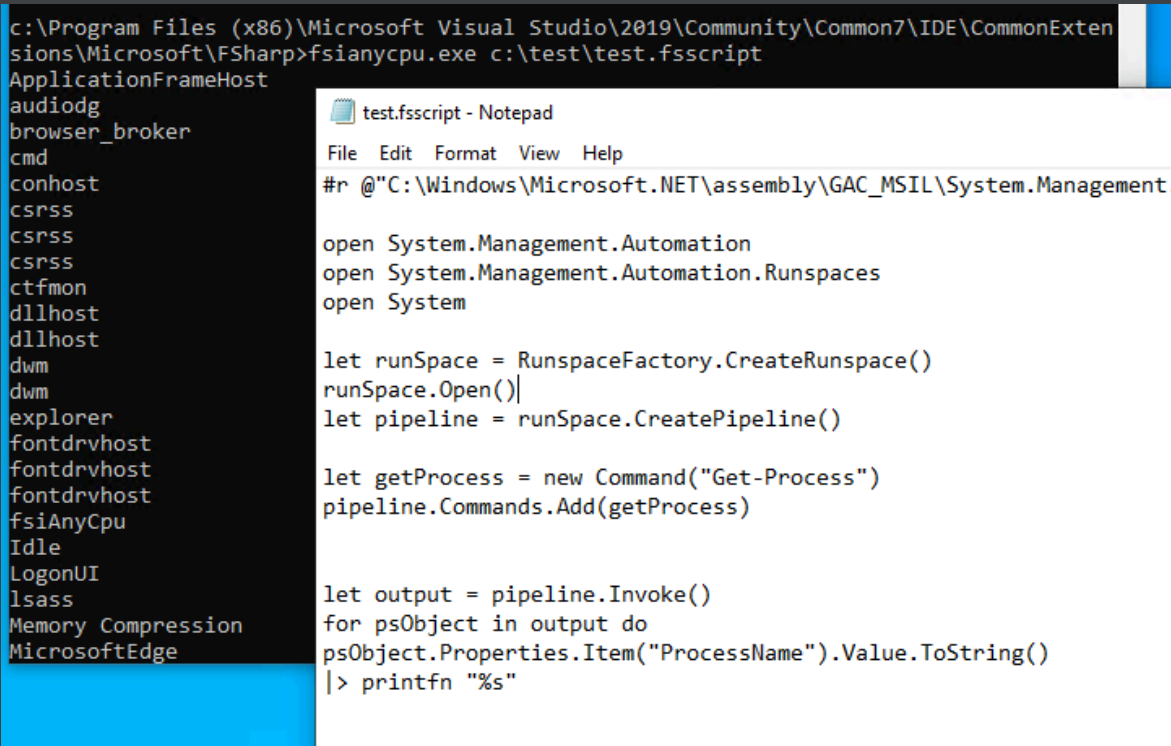 c:\Program Files (x86)\Microsoft Visual Studio\2019\Community\Common7\IDE\CommonExten
sions\Microsoft\FSharp>fsianycpu.exe c:\test\test.fsscript
ApplicationFrameHost
audiodg
browser_broker
cmd
conhost
csrss
csrss
csrss
ctfmon
dllhost
dllhost
dwm
dwm
explorer
fontdrvhost
fontdrvhost
fontdrvhost
fsiAnyCpu
Idle
LogonUI
lsass
Memory Compression
MicrosoftEdge
test.fsscript - Notepad
File Edit Format View Help
#r @"C:\Windows\Microsoft.NET\assembly\GAC_MSIL\System.Management.
open System.Management.Automation
open System.Management.Automation.Runspaces
open System
let runSpace = RunspaceFactory.CreateRunspace()
runSpace.Open()
let pipeline = runSpace.CreatePipeline()
let getProcess = new Command("Get-Process")
pipeline.Commands.Add(getProcess)
let output = pipeline.Invoke()
for psObject in output do
psObject.Properties.Item("ProcessName").Value.ToString()
|> printfn "%s"